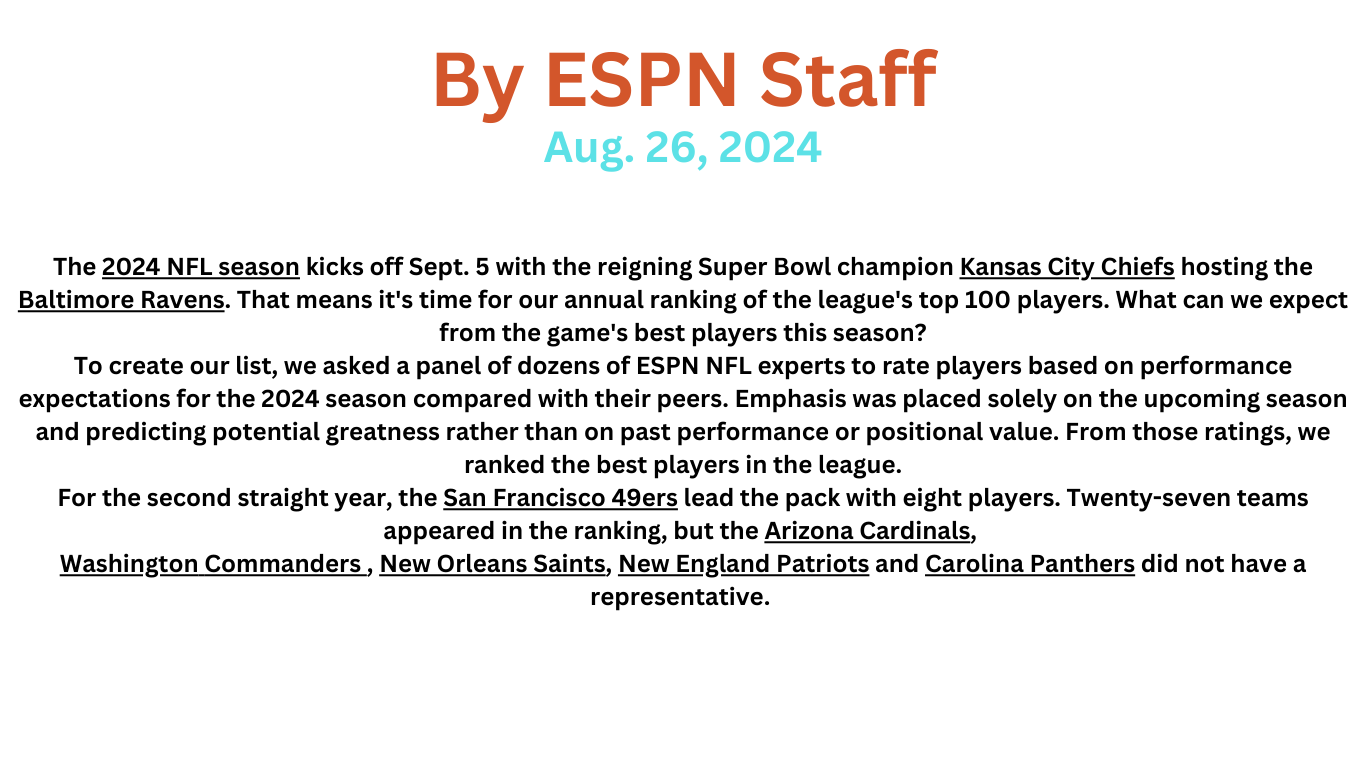 By ESPN Staff
Aug. 26, 2024
The 2024 NFL season kicks off Sept. 5 with the reigning Super Bowl champion Kansas City Chiefs hosting the
Baltimore Ravens. That means it's time for our annual ranking of the league's top 100 players. What can we expect
from the game's best players this season?
To create our list, we asked a panel of dozens of ESPN NFL experts to rate players based on performance
expectations for the 2024 season compared with their peers. Emphasis was placed solely on the upcoming season
and predicting potential greatness rather than on past performance or positional value. From those ratings, we
ranked the best players in the league.
For the second straight year, the San Francisco 49ers lead the pack with eight players. Twenty-seven teams
appeared in the ranking, but the Arizona Cardinals,
Washington Commanders , New Orleans Saints, New England Patriots and Carolina Panthers did not have a
representative.